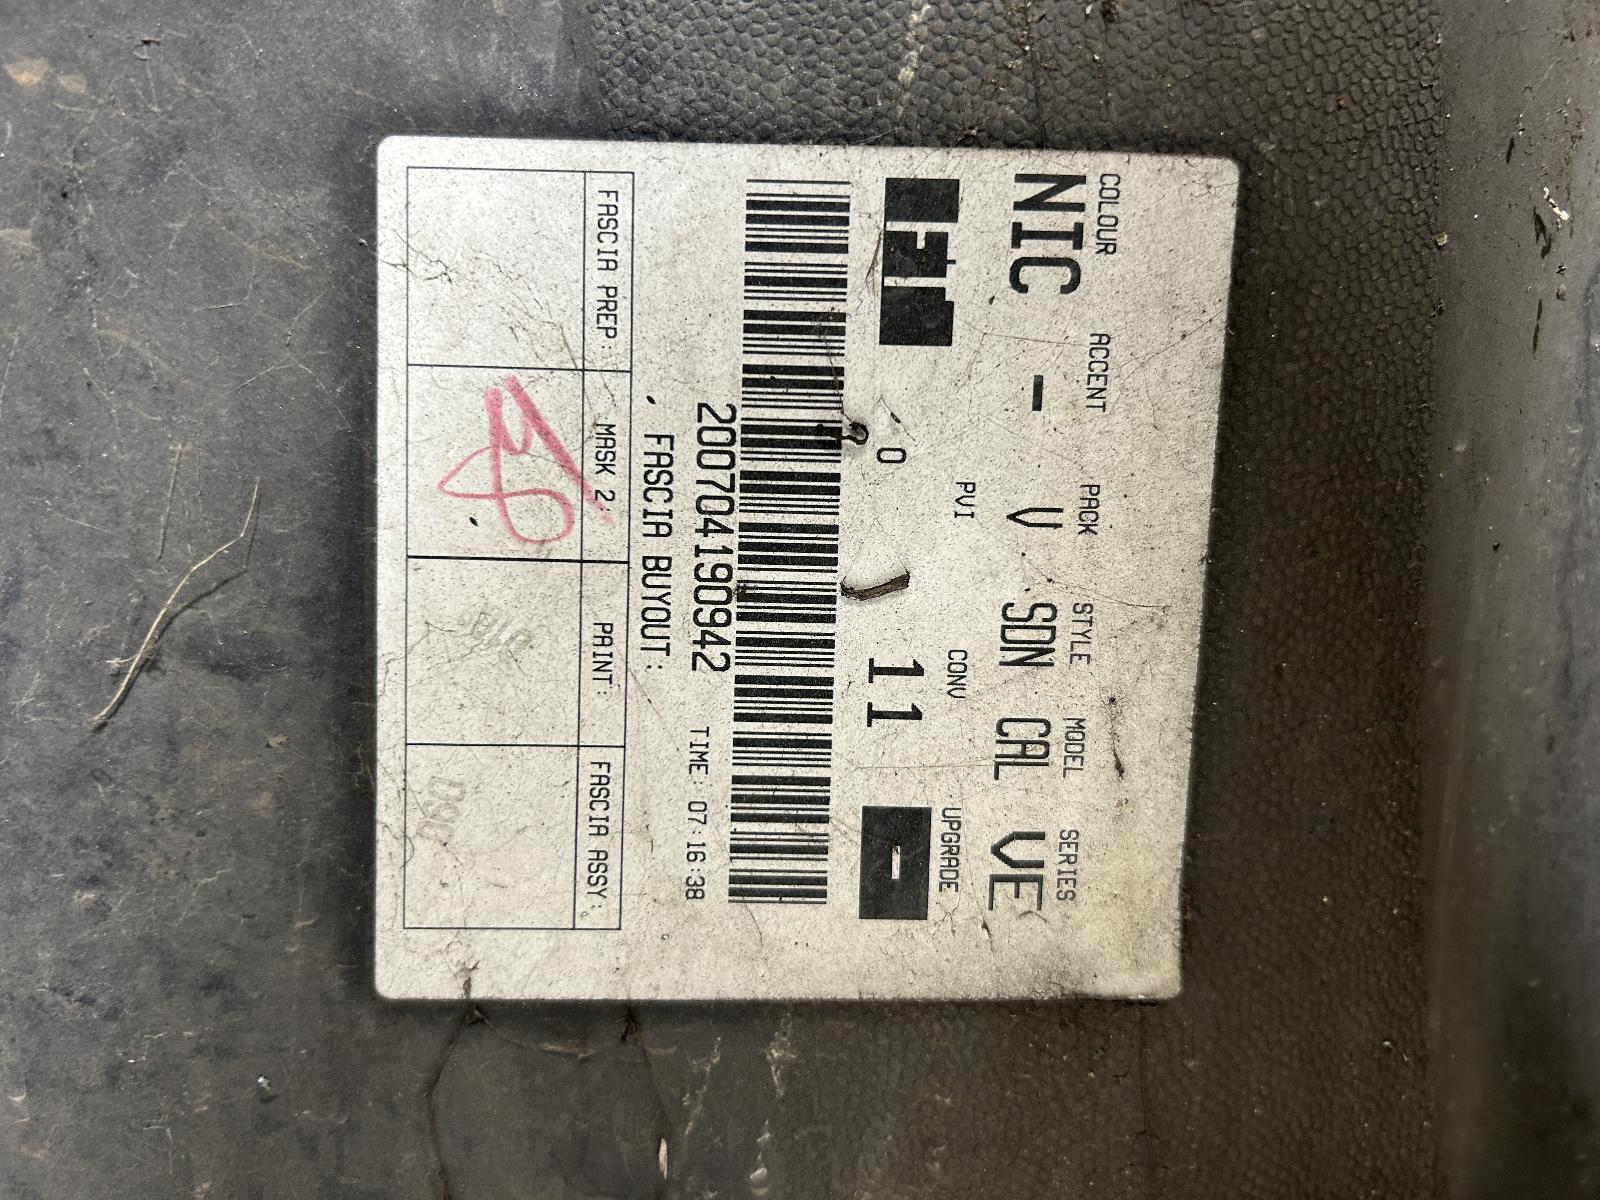 COLOUR ACCENT PACK STYLE MODEL SERIES
NIC - V SDN CAL VE
PVI CONV UPGRADE
0 11 -
200704190942 TIME: 07:16:38
FASCIA BUYOUT:
FASCIA PREP: MASK 2: PAINT: FASCIA ASSY: